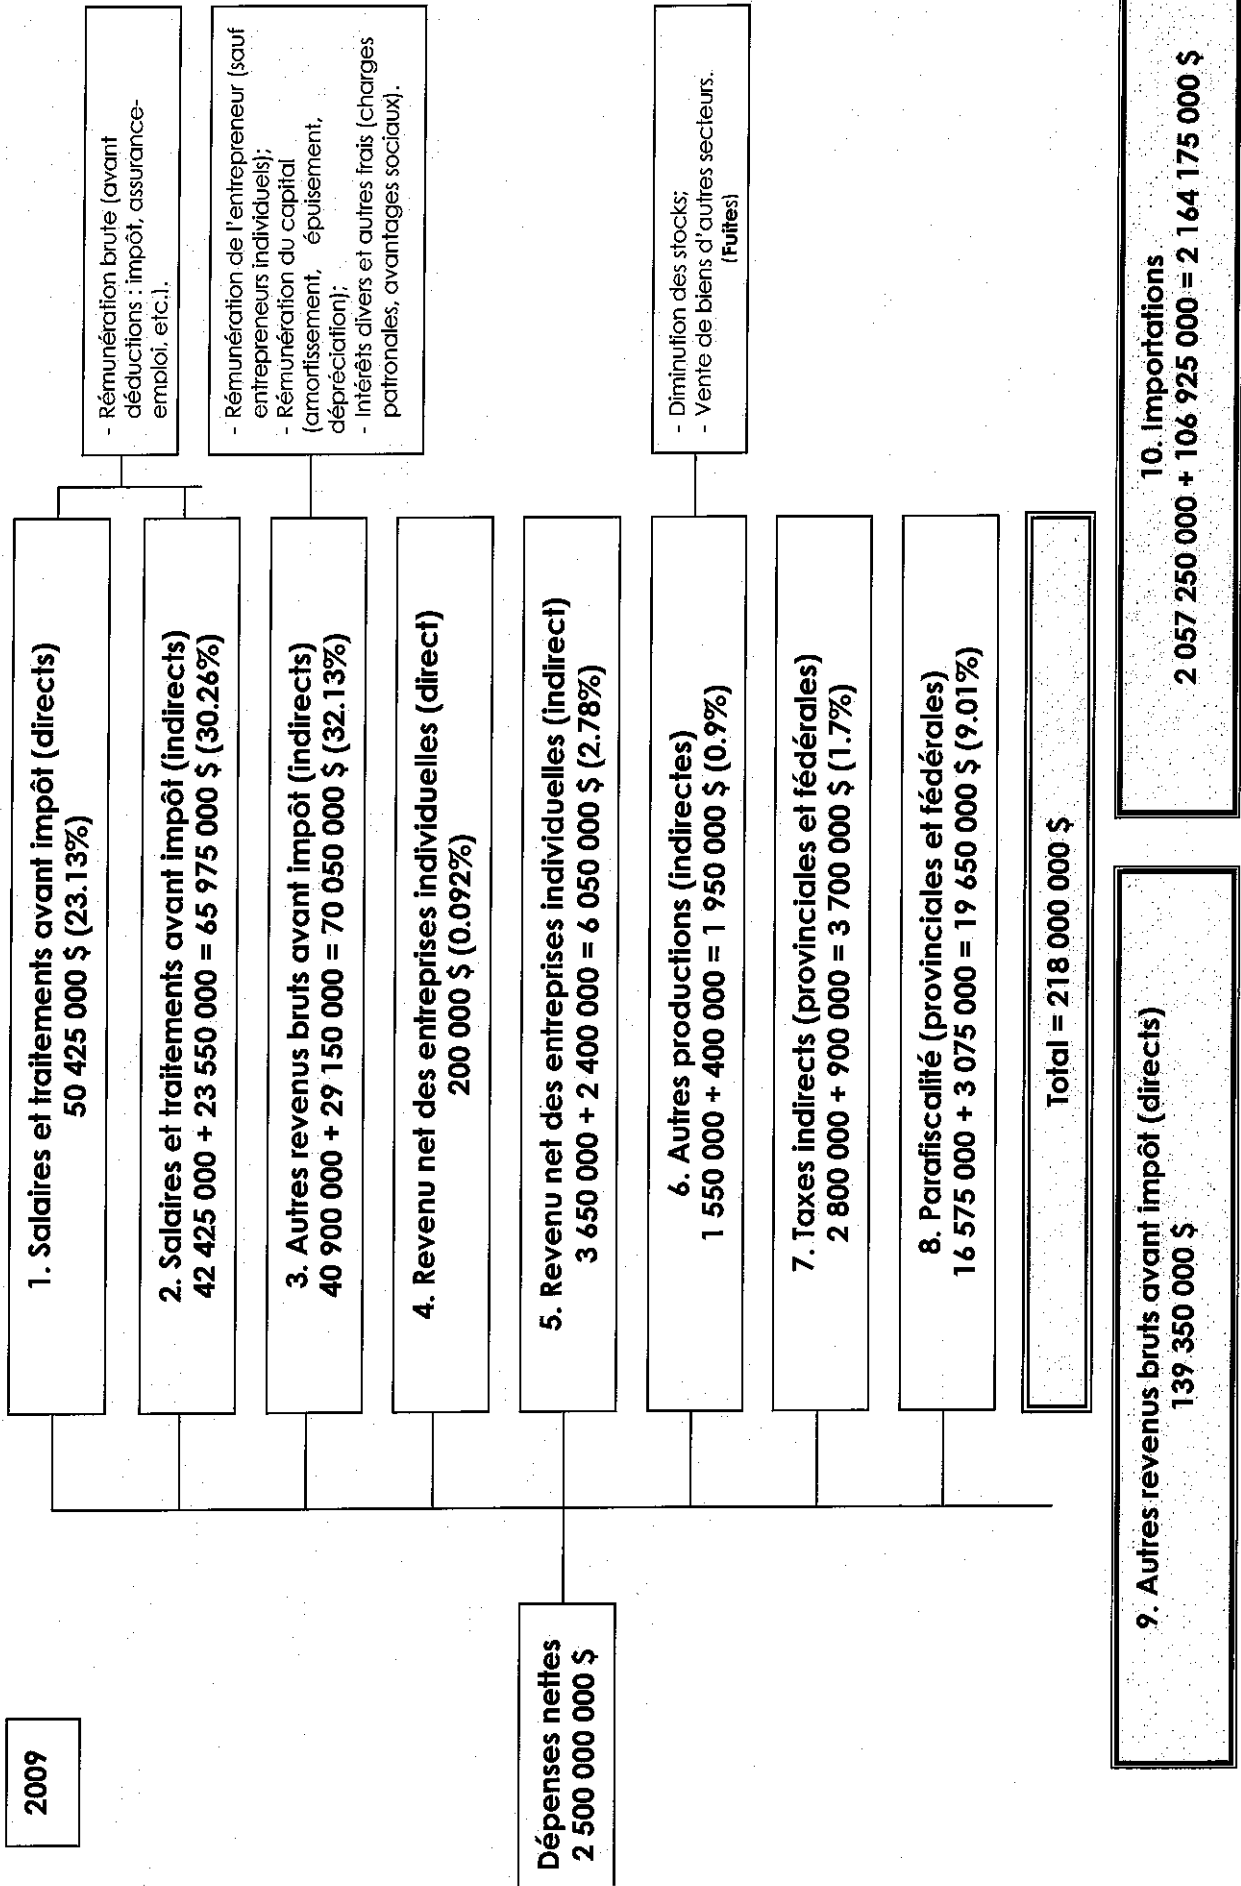 2009
Dépenses nettes
2 500 000 000 $
1. Salaires et traitements avant impôt (directs)
50 425 000 $ (23.13%)
2. Salaires et traitements avant impôt (indirects)
42 425 000 + 23 550 000 = 65 975 000 $ (30.26%)
3. Autres revenus bruts avant impôt (indirects)
40 900 000 + 29 150 000 = 70 050 000 $ (32.13%)
4. Revenu net des entreprises individuelles (direct)
200 000 $ (0.092%)
5. Revenu net des entreprises individuelles (indirect)
3 650 000 + 2 400 000 = 6 050 000 $ (2.78%)
6. Autres productions (indirectes)
1 550 000 + 400 000 = 1 950 000 $ (0.9%)
7. Taxes indirects (provinciales et fédérales)
2 800 000 + 900 000 = 3 700 000 $ (1.7%)
8. Parafiscalité (provinciales et fédérales)
16 575 000 + 3 075 000 = 19 650 000 $ (9.01%)
Total = 218 000 000 $
- Rémunération brute (avant
déductions : impôt, assurance-
emploi, etc.).
- Rémunération de l'entrepreneur (sauf
entrepreneurs individuels);
- Rémunération du capital
(amortissement, épuisement,
dépréciation);
- Intérêts divers et autres frais (charges
patronales, avantages sociaux).
- Diminution des stocks;
- Vente de biens d'autres secteurs.
(Fuites)
9. Autres revenus bruts avant impôt (directs)
139 350 000 $
10. Importations
2 057 250 000 + 106 925 000 = 2 164 175 000 $